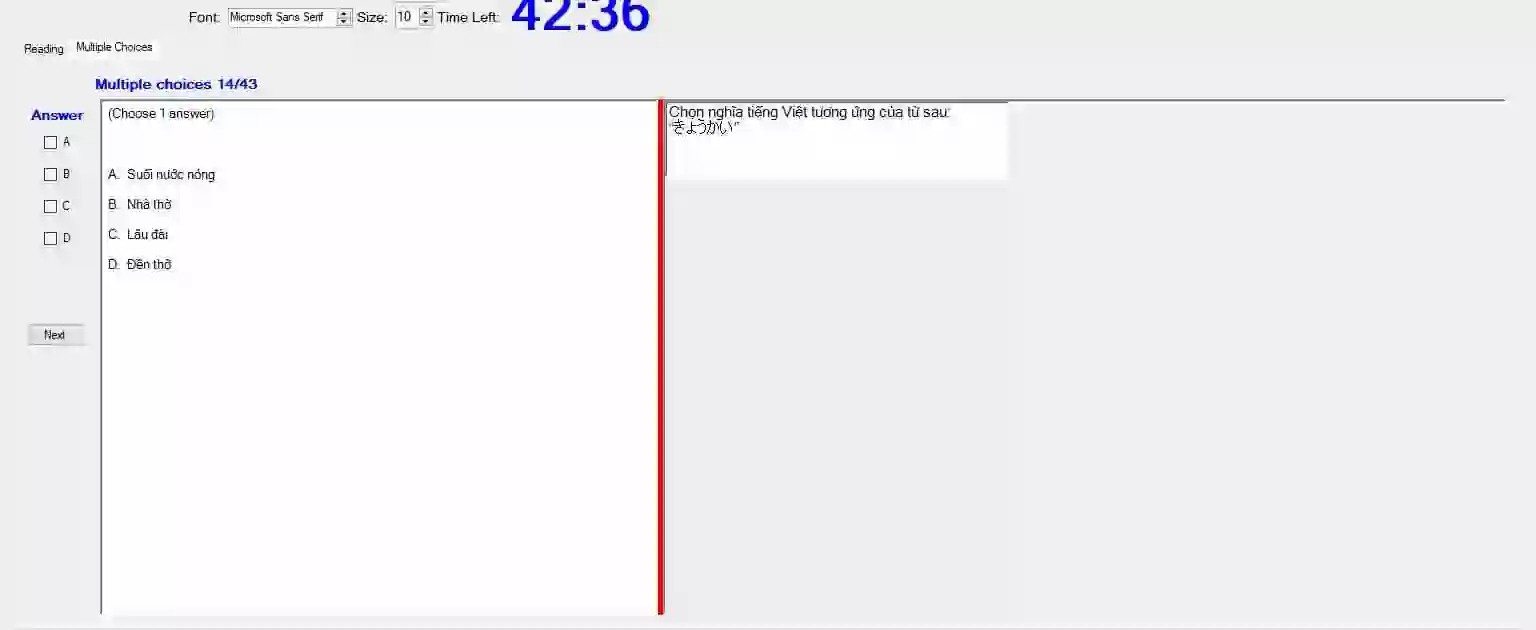 Font: Microsoft Sans Serif Size: 10 Time Left: 42:36
Reading Multiple Choices
Multiple choices 14/43
Answer
A
B
C
D
Next
(Choose 1 answer)
A. Suối nước nóng
B. Nhà thờ
C. Lâu đài
D. Đền thờ
Chọn nghĩa tiếng Việt tương ứng của từ sau:
"きょうかい"